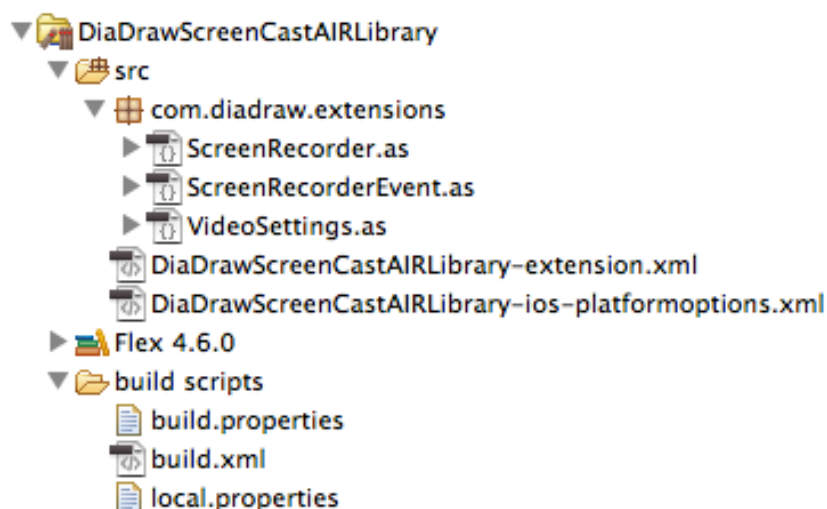 DiaDrawScreenCastAIRLibrary
src
com.diadraw.extensions
ScreenRecorder.as
ScreenRecorderEvent.as
VideoSettings.as
DiaDrawScreenCastAIRLibrary-extension.xml
DiaDrawScreenCastAIRLibrary-ios-platformoptions.xml
Flex 4.6.0
build scripts
build.properties
build.xml
local.properties